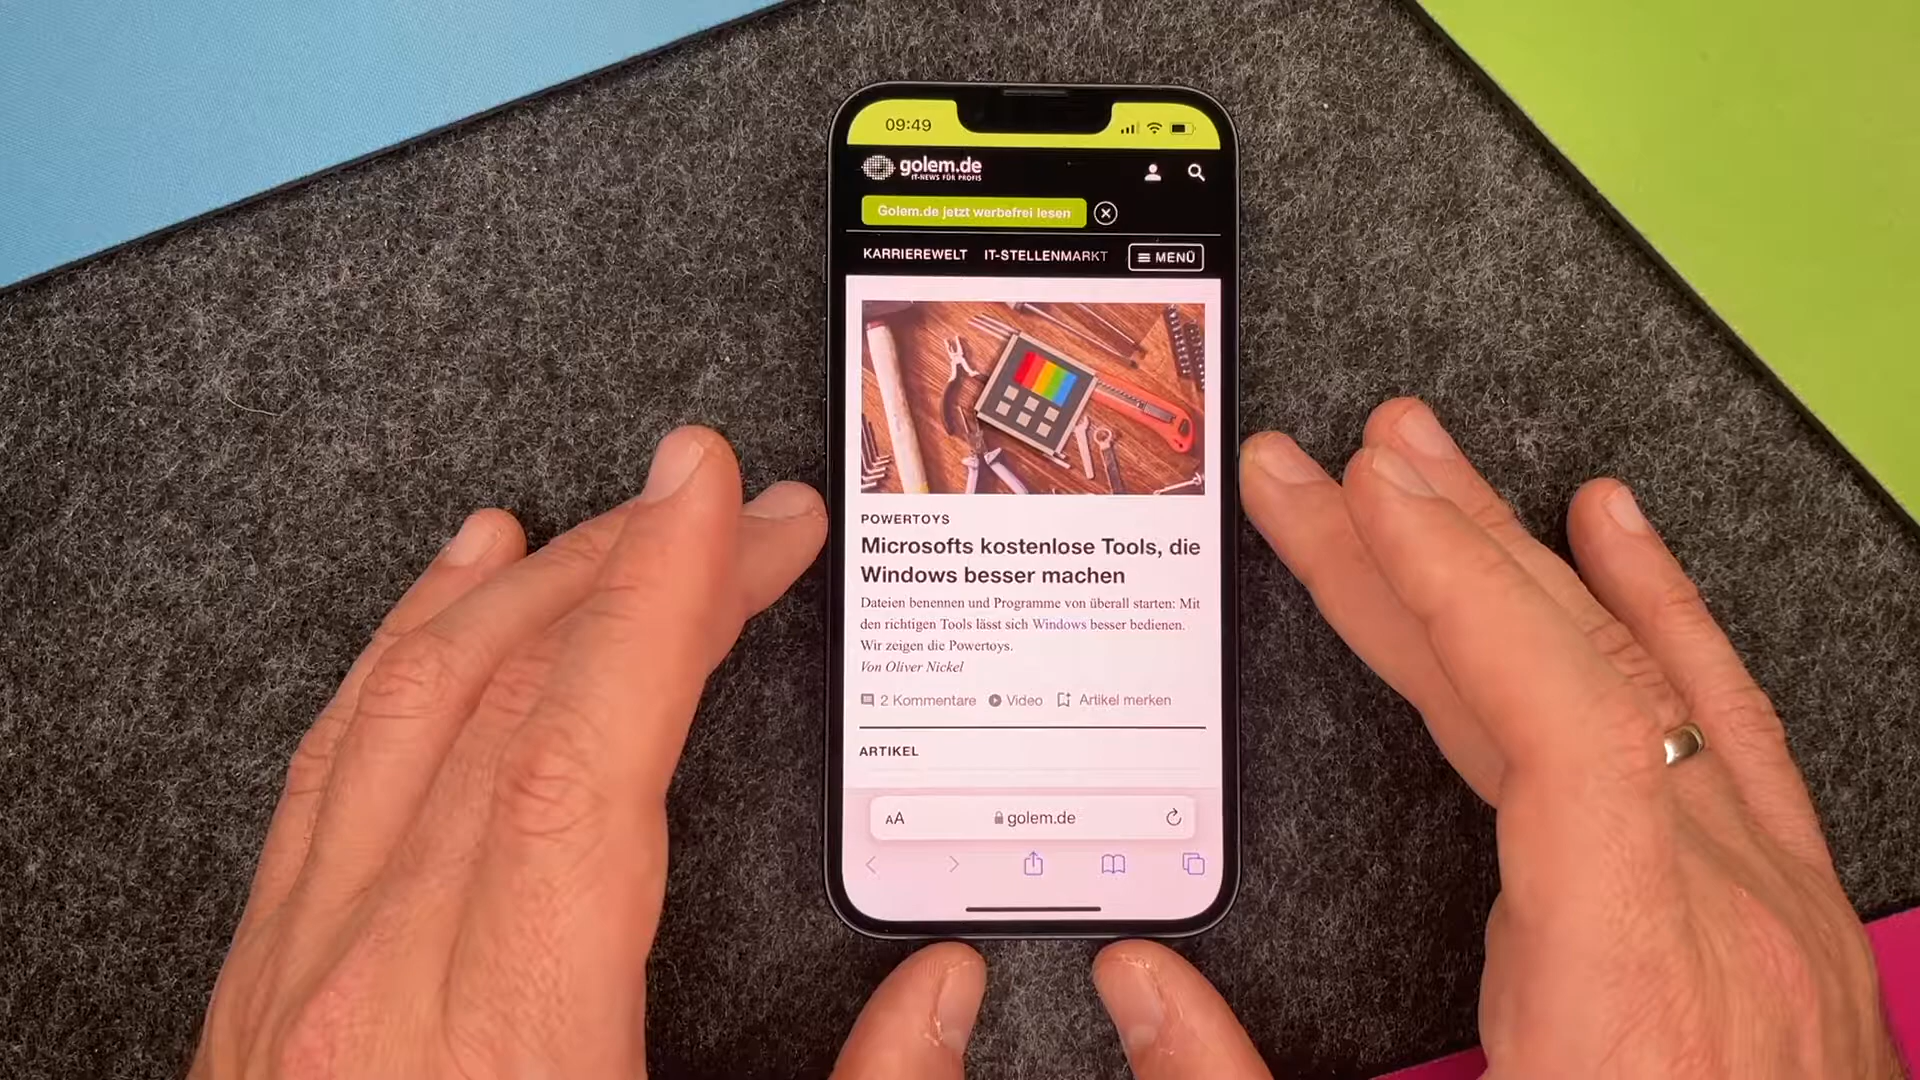 09:49
golem.de
IT-NEWS FÜR PROFIS
Golem.de jetzt werbefrei lesen
KARRIEREWELT IT-STELLENMARKT MENÜ
POWERTOYS
Microsofts kostenlose Tools, die
Windows besser machen
Dateien benennen und Programme von überall starten: Mit
den richtigen Tools lässt sich Windows besser bedienen.
Wir zeigen die Powertoys.
Von Oliver Nickel
2 Kommentare Video Artikel merken
ARTIKEL
AA golem.de